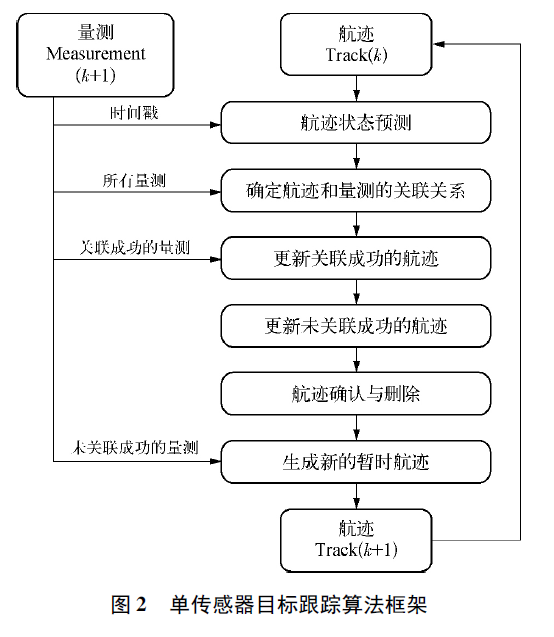 量测
Measurement
(k+1)
航迹
Track(k)
时间戳
航迹状态预测
所有量测
确定航迹和量测的关联关系
关联成功的量测
更新关联成功的航迹
更新未关联成功的航迹
航迹确认与删除
未关联成功的量测
生成新的暂时航迹
航迹
Track(k+1)
图 2 单传感器目标跟踪算法框架